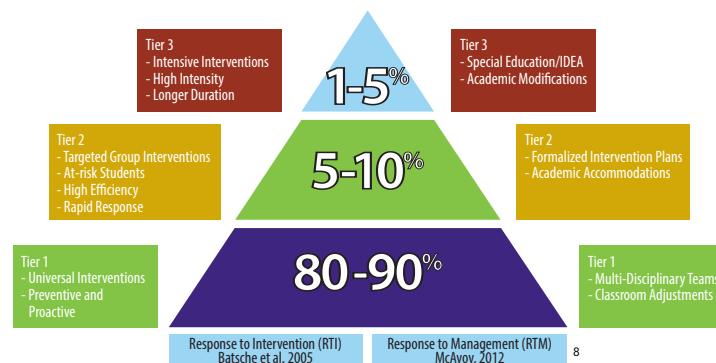 Tier 3
- Intensive Interventions
- High Intensity
- Longer Duration
1-5%
Tier 3
- Special Education/IDEA
- Academic Modifications
Tier 2
- Targeted Group Interventions
- At-risk Students
- High Efficiency
- Rapid Response
5-10%
Tier 2
- Formalized Intervention Plans
- Academic Accommodations
Tier 1
- Universal Interventions
- Preventive and
Proactive
80-90%
Tier 1
- Multi-Disciplinary Teams
- Classroom Adjustments
Response to Intervention (RTI)
Batsche et al, 2005
Response to Management (RTM)
McAvoy, 2012
8